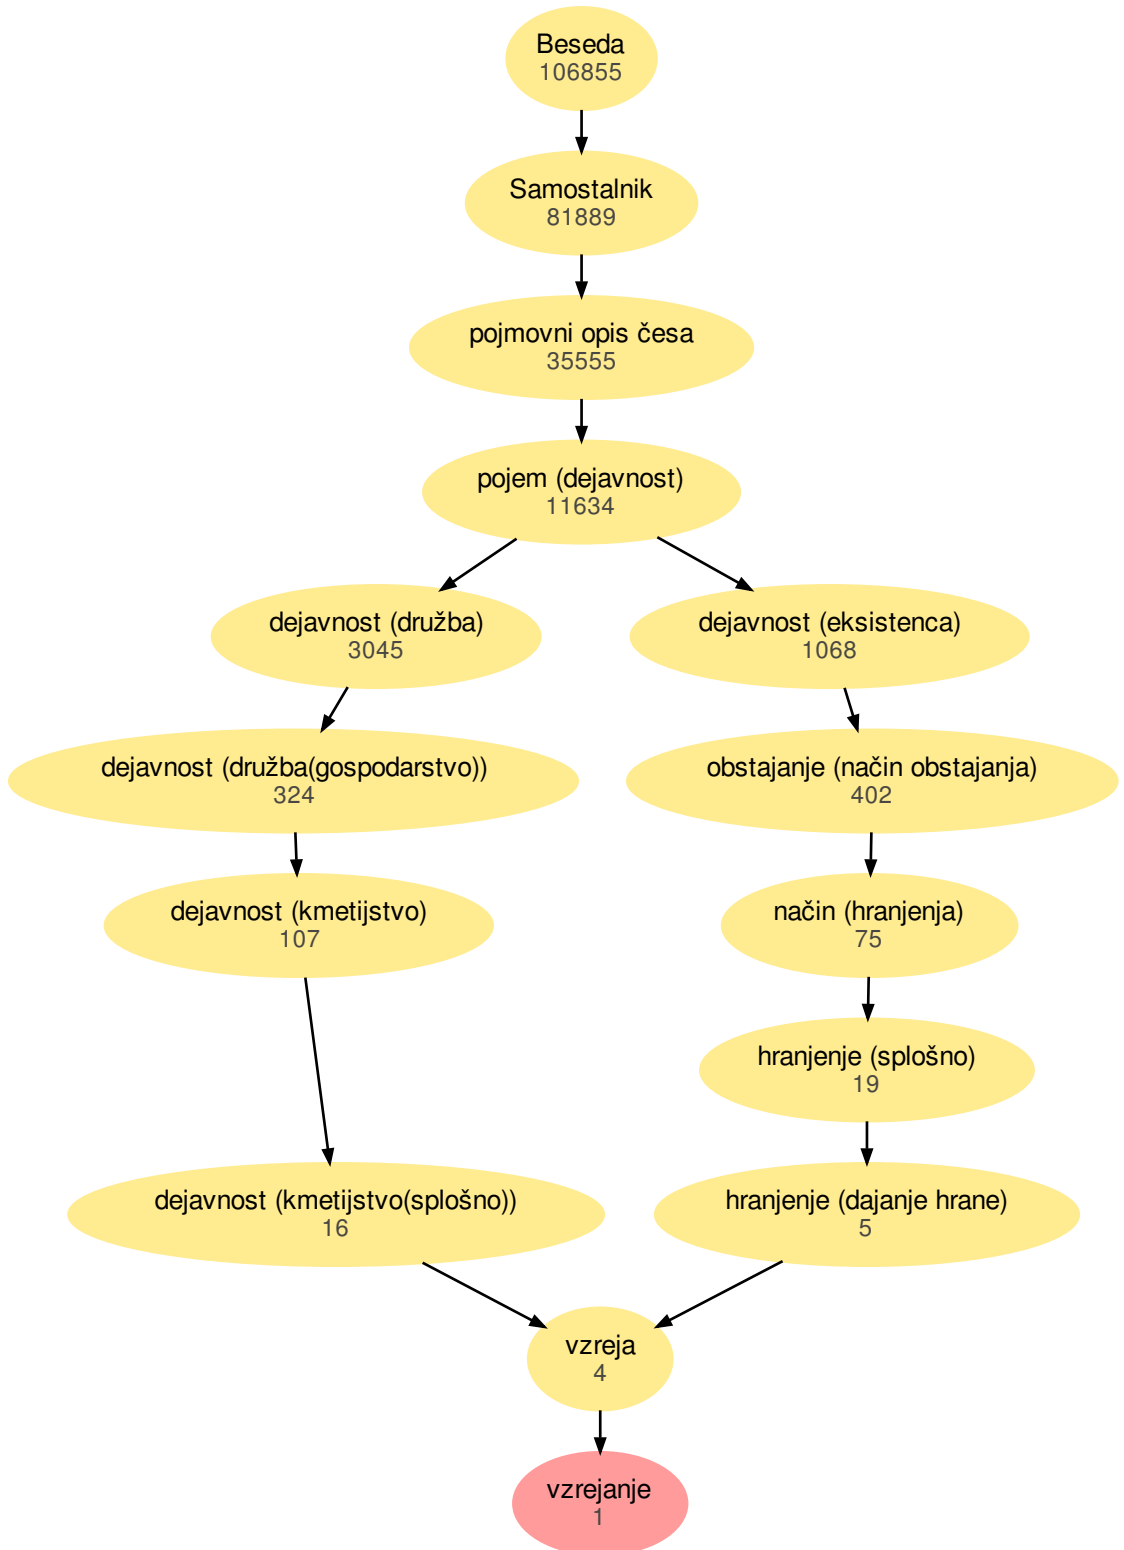 Beseda
106855
Samostalnik
81889
pojmovni opis česa
35555
pojem (dejavnost)
11634
dejavnost (družba)
3045
dejavnost (eksistenca)
1068
dejavnost (družba(gospodarstvo))
324
obstajanje (način obstajanja)
402
dejavnost (kmetijstvo)
107
način (hranjenja)
75
hranjenje (splošno)
19
dejavnost (kmetijstvo(splošno))
16
hranjenje (dajanje hrane)
5
vzreja
4
vzrejanje
1